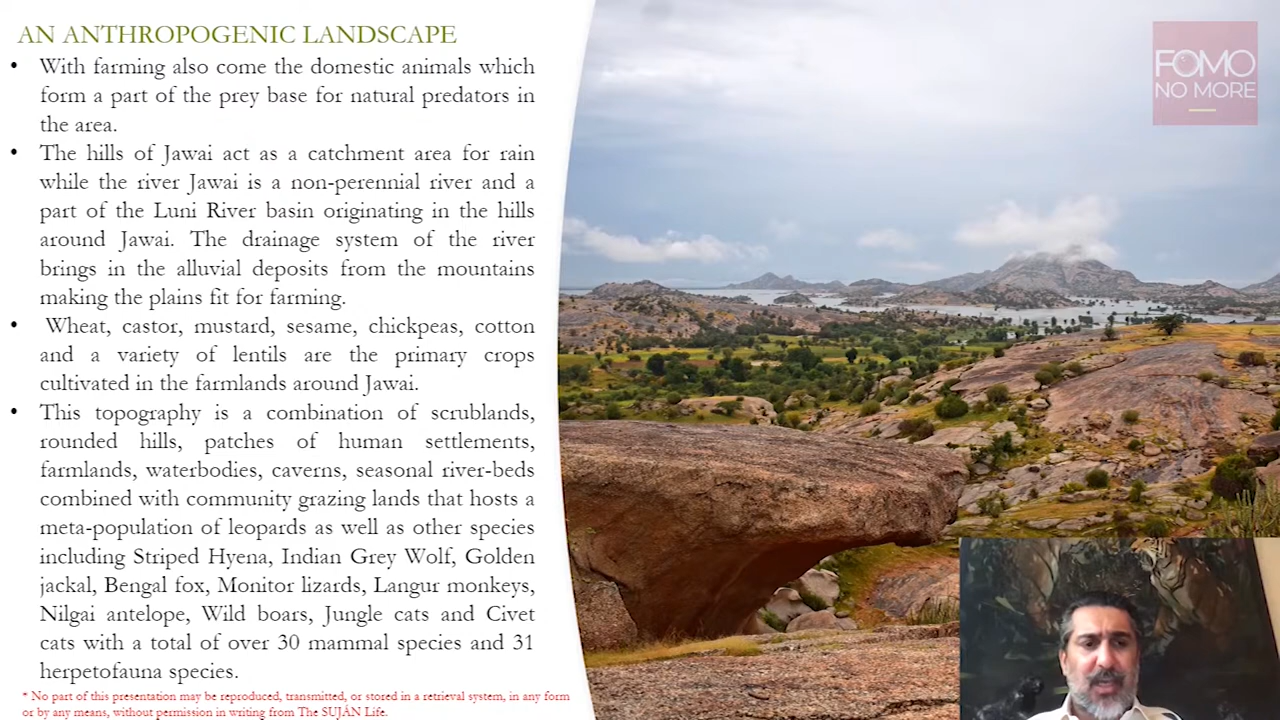 AN ANTHROPOGENIC LANDSCAPE
• With farming also come the domestic animals which
form a part of the prey base for natural predators in
the area.
• The hills of Jawai act as a catchment area for rain
while the river Jawai is a non-perennial river and a
part of the Luni River basin originating in the hills
around Jawai. The drainage system of the river
brings in the alluvial deposits from the mountains
making the plains fit for farming.
• Wheat, castor, mustard, sesame, chickpeas, cotton
and a variety of lentils are the primary crops
cultivated in the farmlands around Jawai.
• This topography is a combination of scrublands,
rounded hills, patches of human settlements,
farmlands, waterbodies, caverns, seasonal river-beds
combined with community grazing lands that hosts a
meta-population of leopards as well as other species
including Striped Hyena, Indian Grey Wolf, Golden
jackal, Bengal fox, Monitor lizards, Langur monkeys,
Nilgai antelope, Wild boars, Jungle cats and Civet
cats with a total of over 30 mammal species and 31
herpetofauna species.
* No part of this presentation may be reproduced, transmitted, or stored in a retrieval system, in any form
or by any means, without permission in writing from The SUJÁN Life.
FOMO
NO MORE